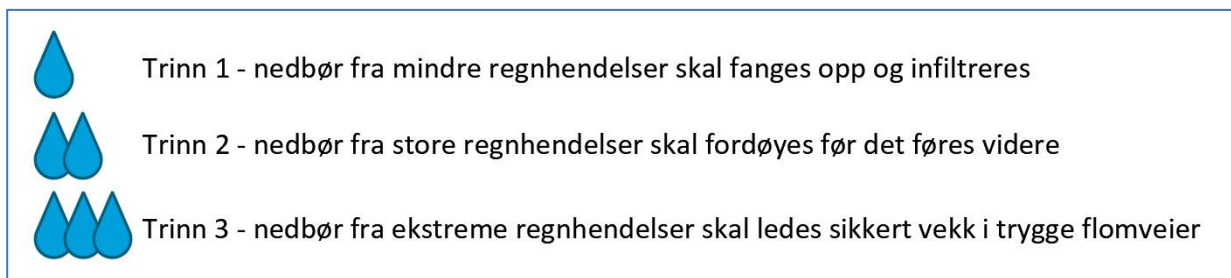 Trinn 1 - nedbør fra mindre regnhendelser skal fanges opp og infiltreres
Trinn 2 - nedbør fra store regnhendelser skal fordøyes før det føres videre
Trinn 3 - nedbør fra ekstreme regnhendelser skal ledes sikkert vekk i trygge flomveier